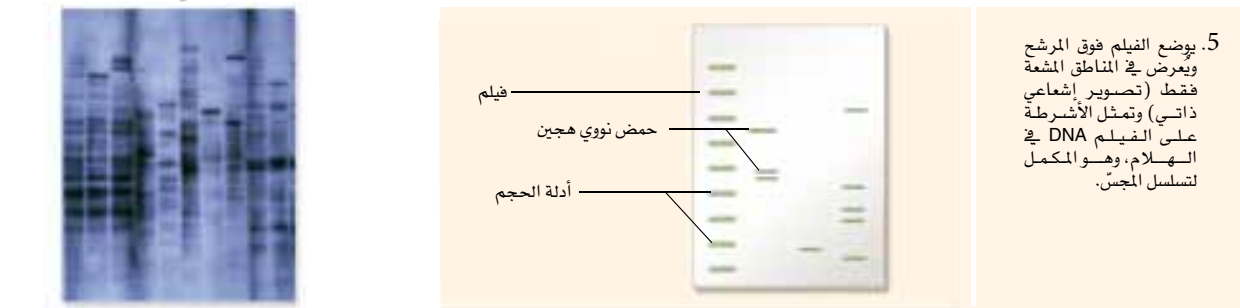 5. يوضع الفيلم فوق المرشح
ويُعرض في المناطق المشعة
فقط (تصوير إشعاعي
ذاتي) وتمثل الأشرطة
على الفيلم DNA في
الهلام، وهو المكمل
لتسلسل المجسّ.
فيلم
حمض نووي هجين
أدلة الحجم